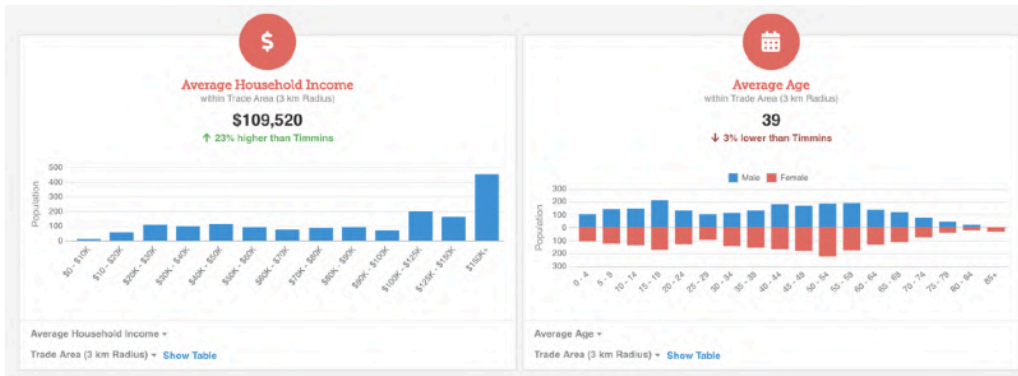 $
Average Household Income
within Trade Area (3 km Radius)
$109,520
↑ 23% higher than Timmins
Population
500
400
300
200
100
0
$0 - $10K
$10 - $20K
$20K - $30K
$30K - $40K
$40K - $50K
$50K - $60K
$60K - $70K
$70K - $80K
$80K - $90K
$90K - $100K
$100K - $125K
$125K - $150K
$150K+
Average Household Income
Trade Area (3 km Radius) Show Table
Average Age
within Trade Area (3 km Radius)
39
↓ 3% lower than Timmins
Male Female
Population
300
200
100
0
100
200
300
0 - 4
5 - 9
10 - 14
15 - 19
20 - 24
25 - 29
30 - 34
35 - 39
40 - 44
45 - 49
50 - 54
55 - 59
60 - 64
65 - 69
70 - 74
75 - 79
80 - 84
85+
Average Age
Trade Area (3 km Radius) Show Table